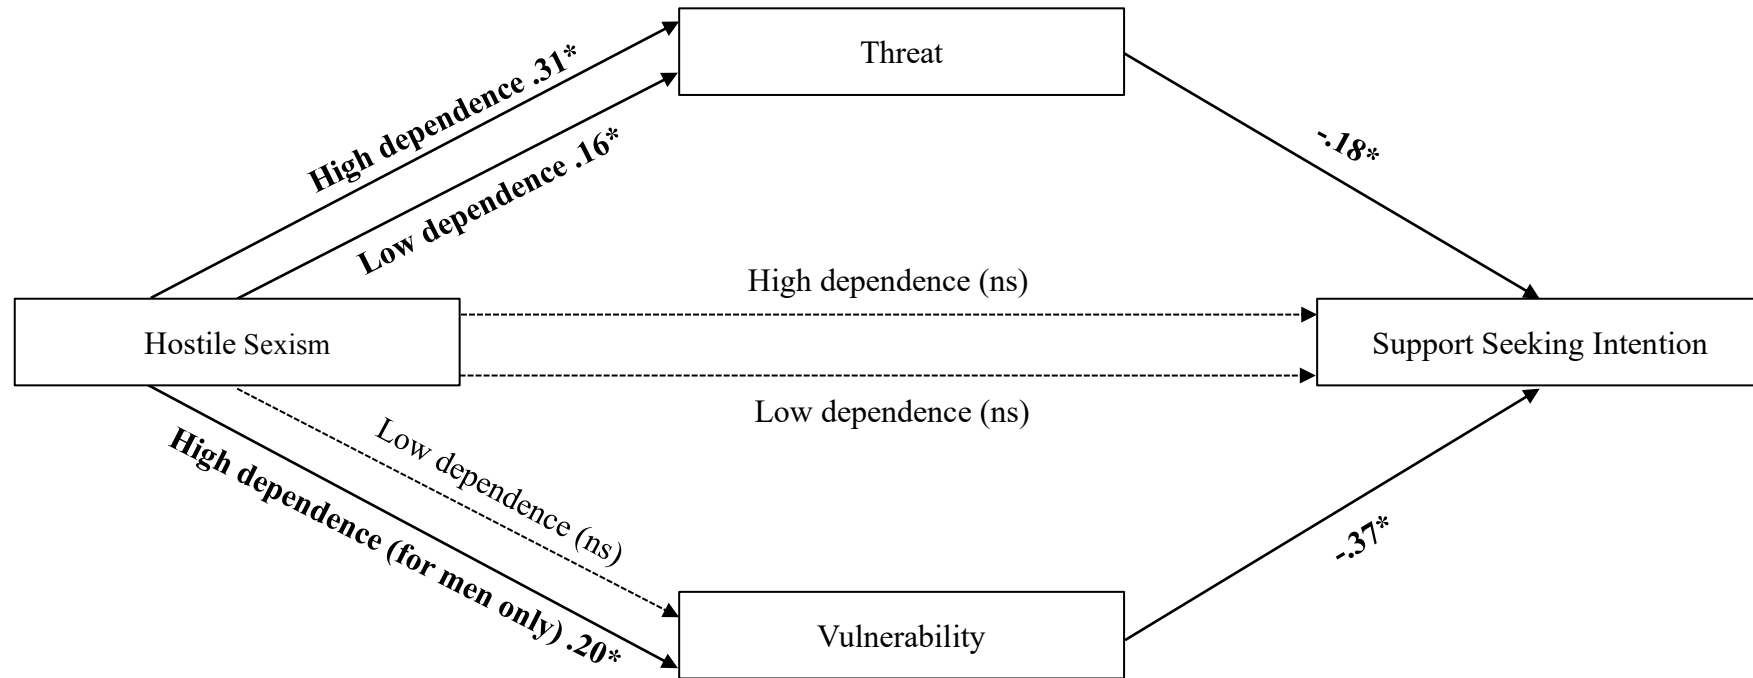 Threat
High dependence .31*
Low dependence .16*
-.18*
High dependence (ns)
Hostile Sexism
Support Seeking Intention
Low dependence (ns)
Low dependence (ns)
High dependence (for men only) .20*
-.37*
Vulnerability